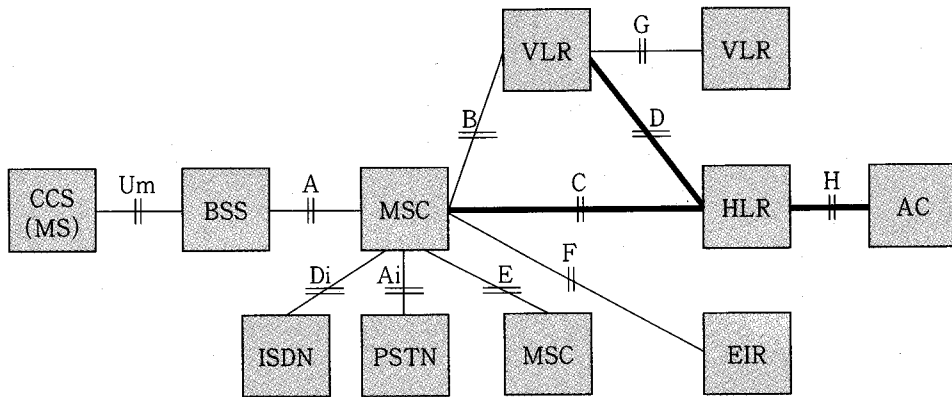 G
VLR
VLR
B
D
Um
A
C
H
CCS
(MS)
BSS
MSC
HLR
AC
F
Di
Ai
E
ISDN
PSTN
MSC
EIR